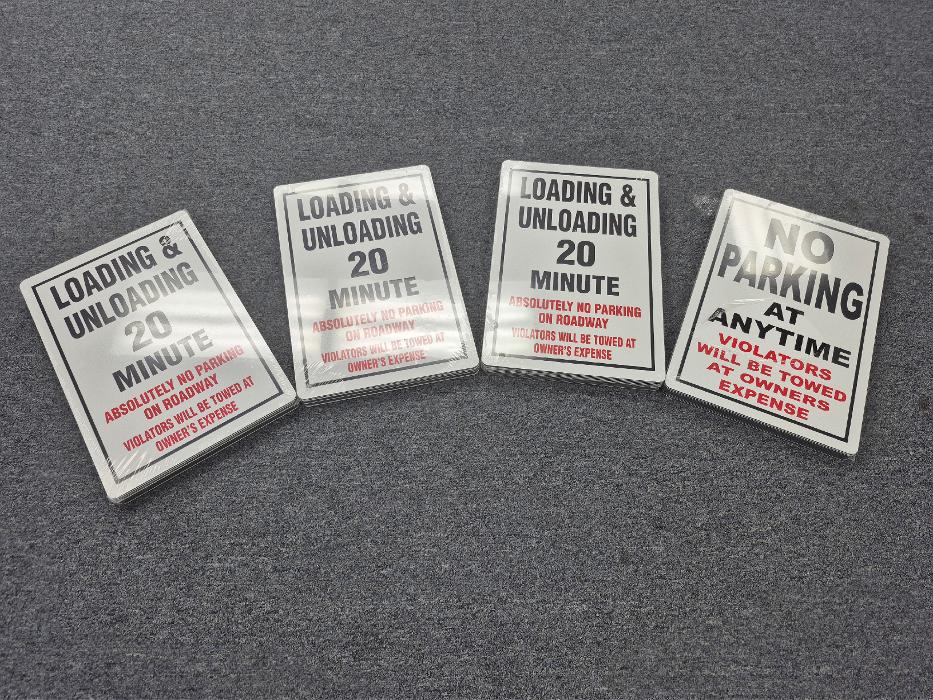 LOADING &
UNLOADING
20
MINUTE
ABSOLUTELY NO PARKING
ON ROADWAY
VIOLATORS WILL BE TOWED AT
OWNER'S EXPENSE
LOADING &
UNLOADING
20
MINUTE
ABSOLUTELY NO PARKING
ON ROADWAY
VIOLATORS WILL BE TOWED AT
OWNER'S EXPENSE
LOADING &
UNLOADING
20
MINUTE
ABSOLUTELY NO PARKING
ON ROADWAY
VIOLATORS WILL BE TOWED AT
OWNER'S EXPENSE
NO
PARKING
AT
ANYTIME
VIOLATORS
WILL BE TOWED
AT OWNERS
EXPENSE